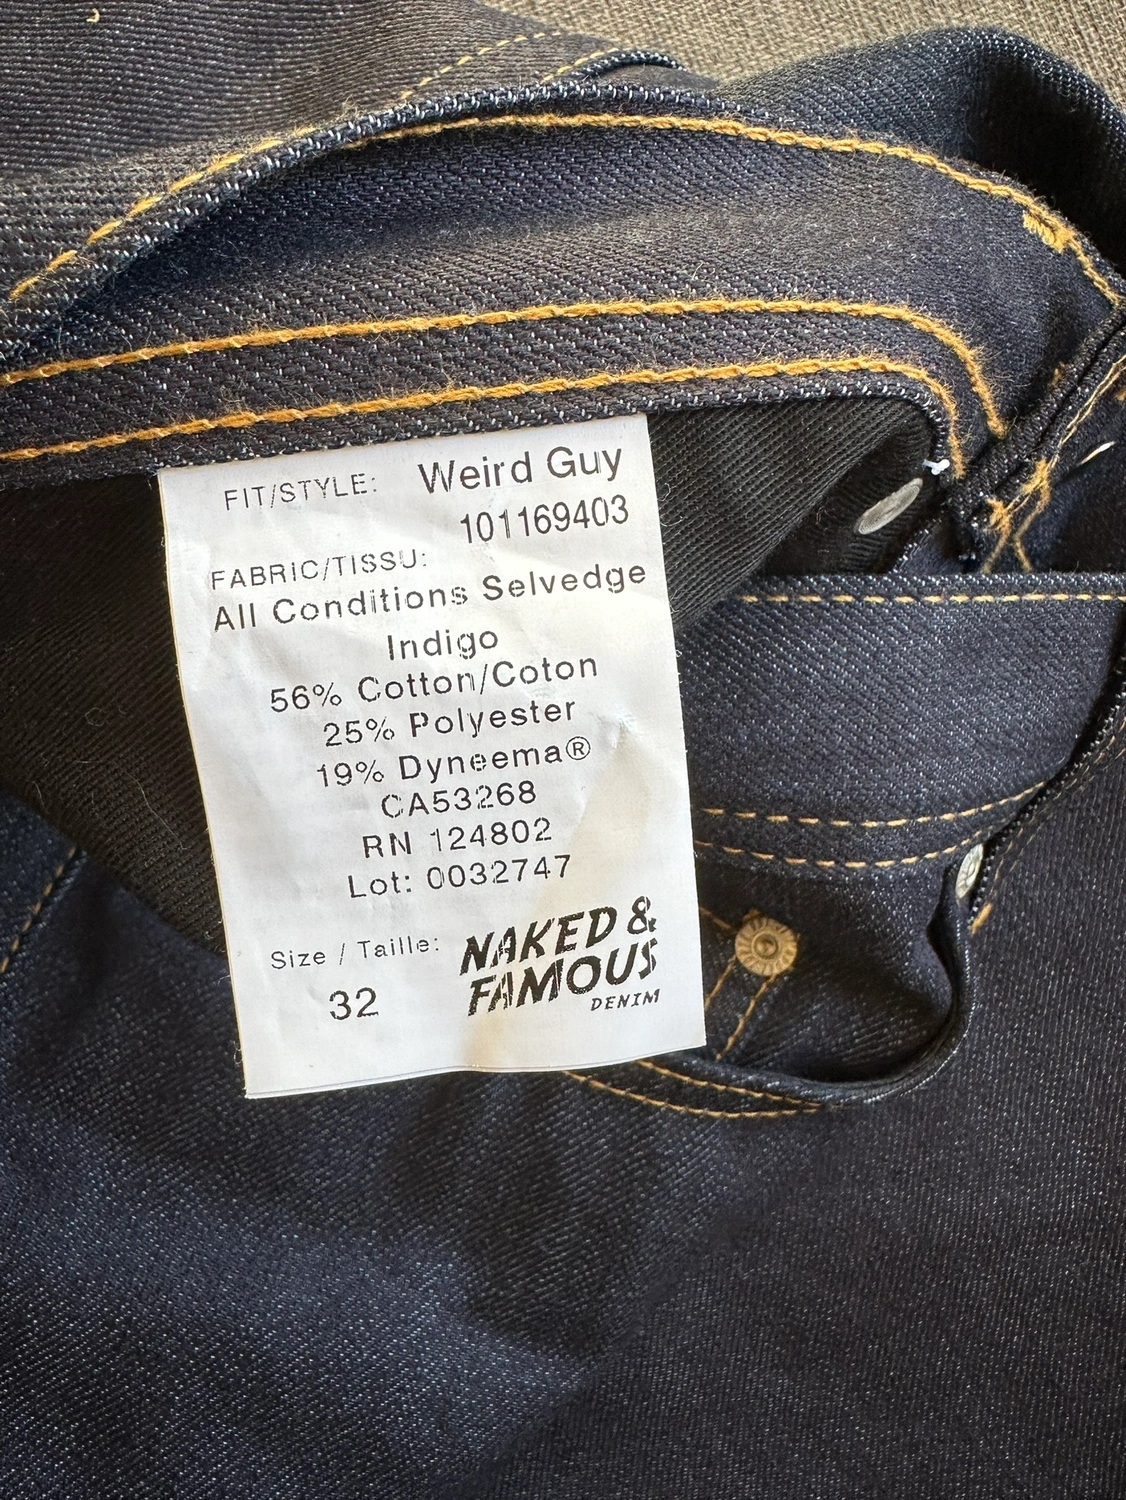 FIT/STYLE: Weird Guy
101169403
FABRIC/TISSU:
All Conditions Selvedge
Indigo
56% Cotton/Coton
25% Polyester
19% Dyneema®
CA53268
RN 124802
Lot: 0032747
Size / Taille:
32
NAKED &
FAMOUS
DENIM